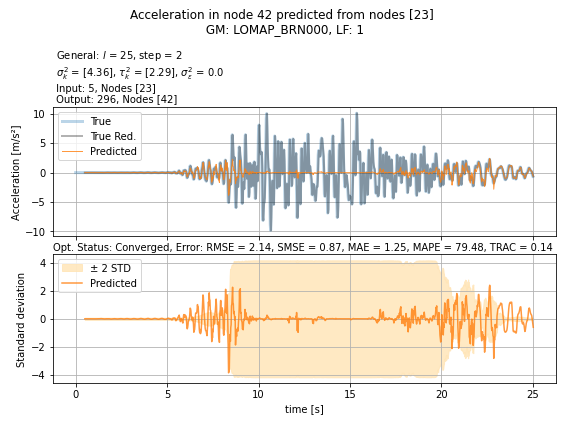 Acceleration in node 42 predicted from nodes [23]
GM: LOMAP_BRN000, LF: 1
General: l = 25, step = 2
σ²ₖ = [4.36], τ²ₖ = [2.29], σ²ₑ = 0.0
Input: 5, Nodes [23]
Output: 296, Nodes [42]
Acceleration [m/s²]
10
5
0
−5
−10
True
True Red.
Predicted
Opt. Status: Converged, Error: RMSE = 2.14, SMSE = 0.87, MAE = 1.25, MAPE = 79.48, TRAC = 0.14
Standard deviation
4
2
0
−2
−4
± 2 STD
Predicted
0 5 10 15 20 25
time [s]